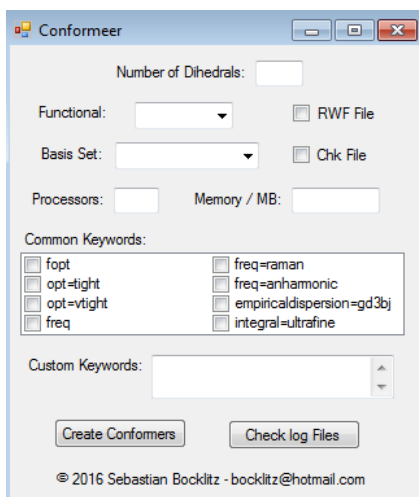 Conformeer
Number of Dihedrals:
Functional:
RWF File
Basis Set:
Chk File
Processors:
Memory / MB:
Common Keywords:
fopt
freq=raman
opt=tight
freq=anharmonic
opt=vtight
empiricaldispersion=gd3bj
freq
integral=ultrafine
Custom Keywords:
Create Conformers
Check log Files
© 2016 Sebastian Bocklitz - bocklitz@hotmail.com